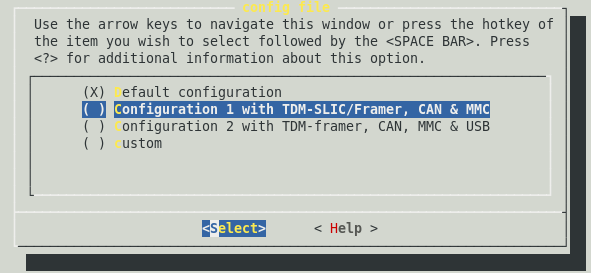 config file
Use the arrow keys to navigate this window or press the hotkey of
the item you wish to select followed by the <SPACE BAR>. Press
<?> for additional information about this option.
(X) Default configuration
( ) Configuration 1 with TDM-SLIC/Framer, CAN & MMC
( ) Configuration 2 with TDM-framer, CAN, MMC & USB
( ) custom
<Select> < Help >